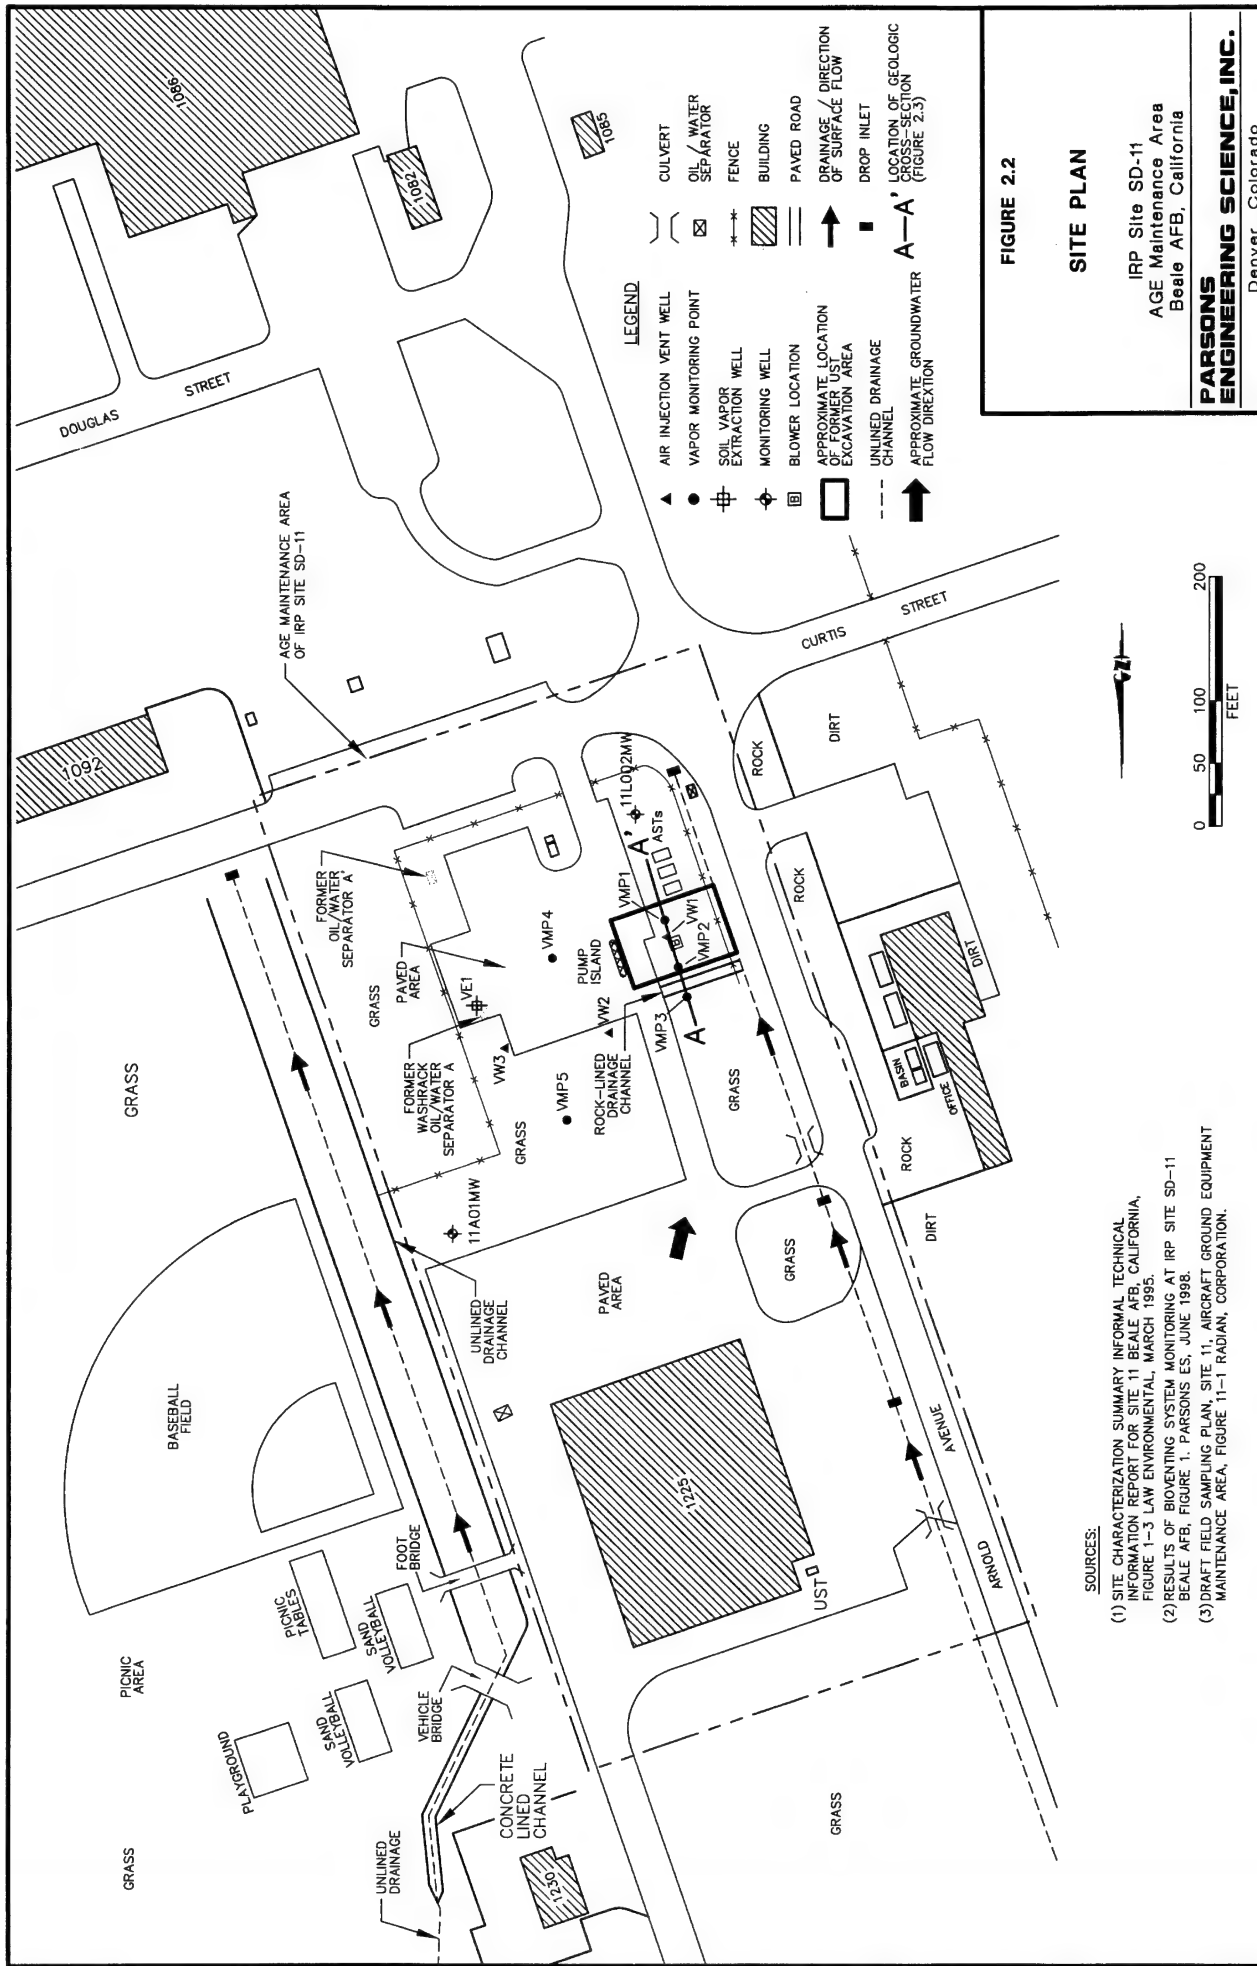 GRASS
UNLINED
DRAINAGE
PLAYGROUND
PICNIC
AREA
SAND
VOLLEYBALL
PICNIC
TABLES
SAND
VOLLEYBALL
VEHICLE
BRIDGE
FOOT
BRIDGE
CONCRETE
LINED
CHANNEL
1230
BASEBALL
FIELD
GRASS
UNLINED
DRAINAGE
CHANNEL
11A01MW
GRASS
GRASS
FORMER
WASHRACK
OIL/WATER
SEPARATOR A
FORMER
OIL/WATER
SEPARATOR A'
PAVED
AREA
VE1
VW3
VMP5
VMP4
VW2
PUMP
ISLAND
ROCK-LINED
DRAINAGE
CHANNEL
VMP3
VMP2
VW1
VMP1
B
A
A'
ASTs
11L002MW
1092
AGE MAINTENANCE AREA
OF IRP SITE SD-11
DOUGLAS
STREET
1086
1082
1085
PAVED
AREA
1225
UST
GRASS
GRASS
GRASS
ARNOLD
AVENUE
DIRT
ROCK
BASIN
OFFICE
DIRT
ROCK
ROCK
DIRT
CURTIS
STREET
LEGEND
AIR INJECTION VENT WELL
VAPOR MONITORING POINT
SOIL VAPOR
EXTRACTION WELL
MONITORING WELL
B
BLOWER LOCATION
APPROXIMATE LOCATION
OF FORMER UST
EXCAVATION AREA
UNLINED DRAINAGE
CHANNEL
APPROXIMATE GROUNDWATER
FLOW DIREXTION
CULVERT
OIL / WATER
SEPARATOR
FENCE
BUILDING
PAVED ROAD
DRAINAGE / DIRECTION
OF SURFACE FLOW
DROP INLET
A—A'
LOCATION OF GEOLOGIC
CROSS-SECTION
(FIGURE 2.3)
N
0 50 100 200
FEET
SOURCES:
(1) SITE CHARACTERIZATION SUMMARY INFORMAL TECHNICAL
INFORMATION REPORT FOR SITE 11 BEALE AFB, CALIFORNIA,
FIGURE 1-3 LAW ENVIRONMENTAL, MARCH 1995.
(2) RESULTS OF BIOVENTING SYSTEM MONITORING AT IRP SITE SD-11
BEALE AFB, FIGURE 1. PARSONS ES, JUNE 1998.
(3) DRAFT FIELD SAMPLING PLAN, SITE 11, AIRCRAFT GROUND EQUIPMENT
MAINTENANCE AREA, FIGURE 11-1 RADIAN, CORPORATION.
FIGURE 2.2
SITE PLAN
IRP Site SD-11
AGE Maintenance Area
Beale AFB, California
PARSONS
ENGINEERING SCIENCE, INC.
Denver, Colorado